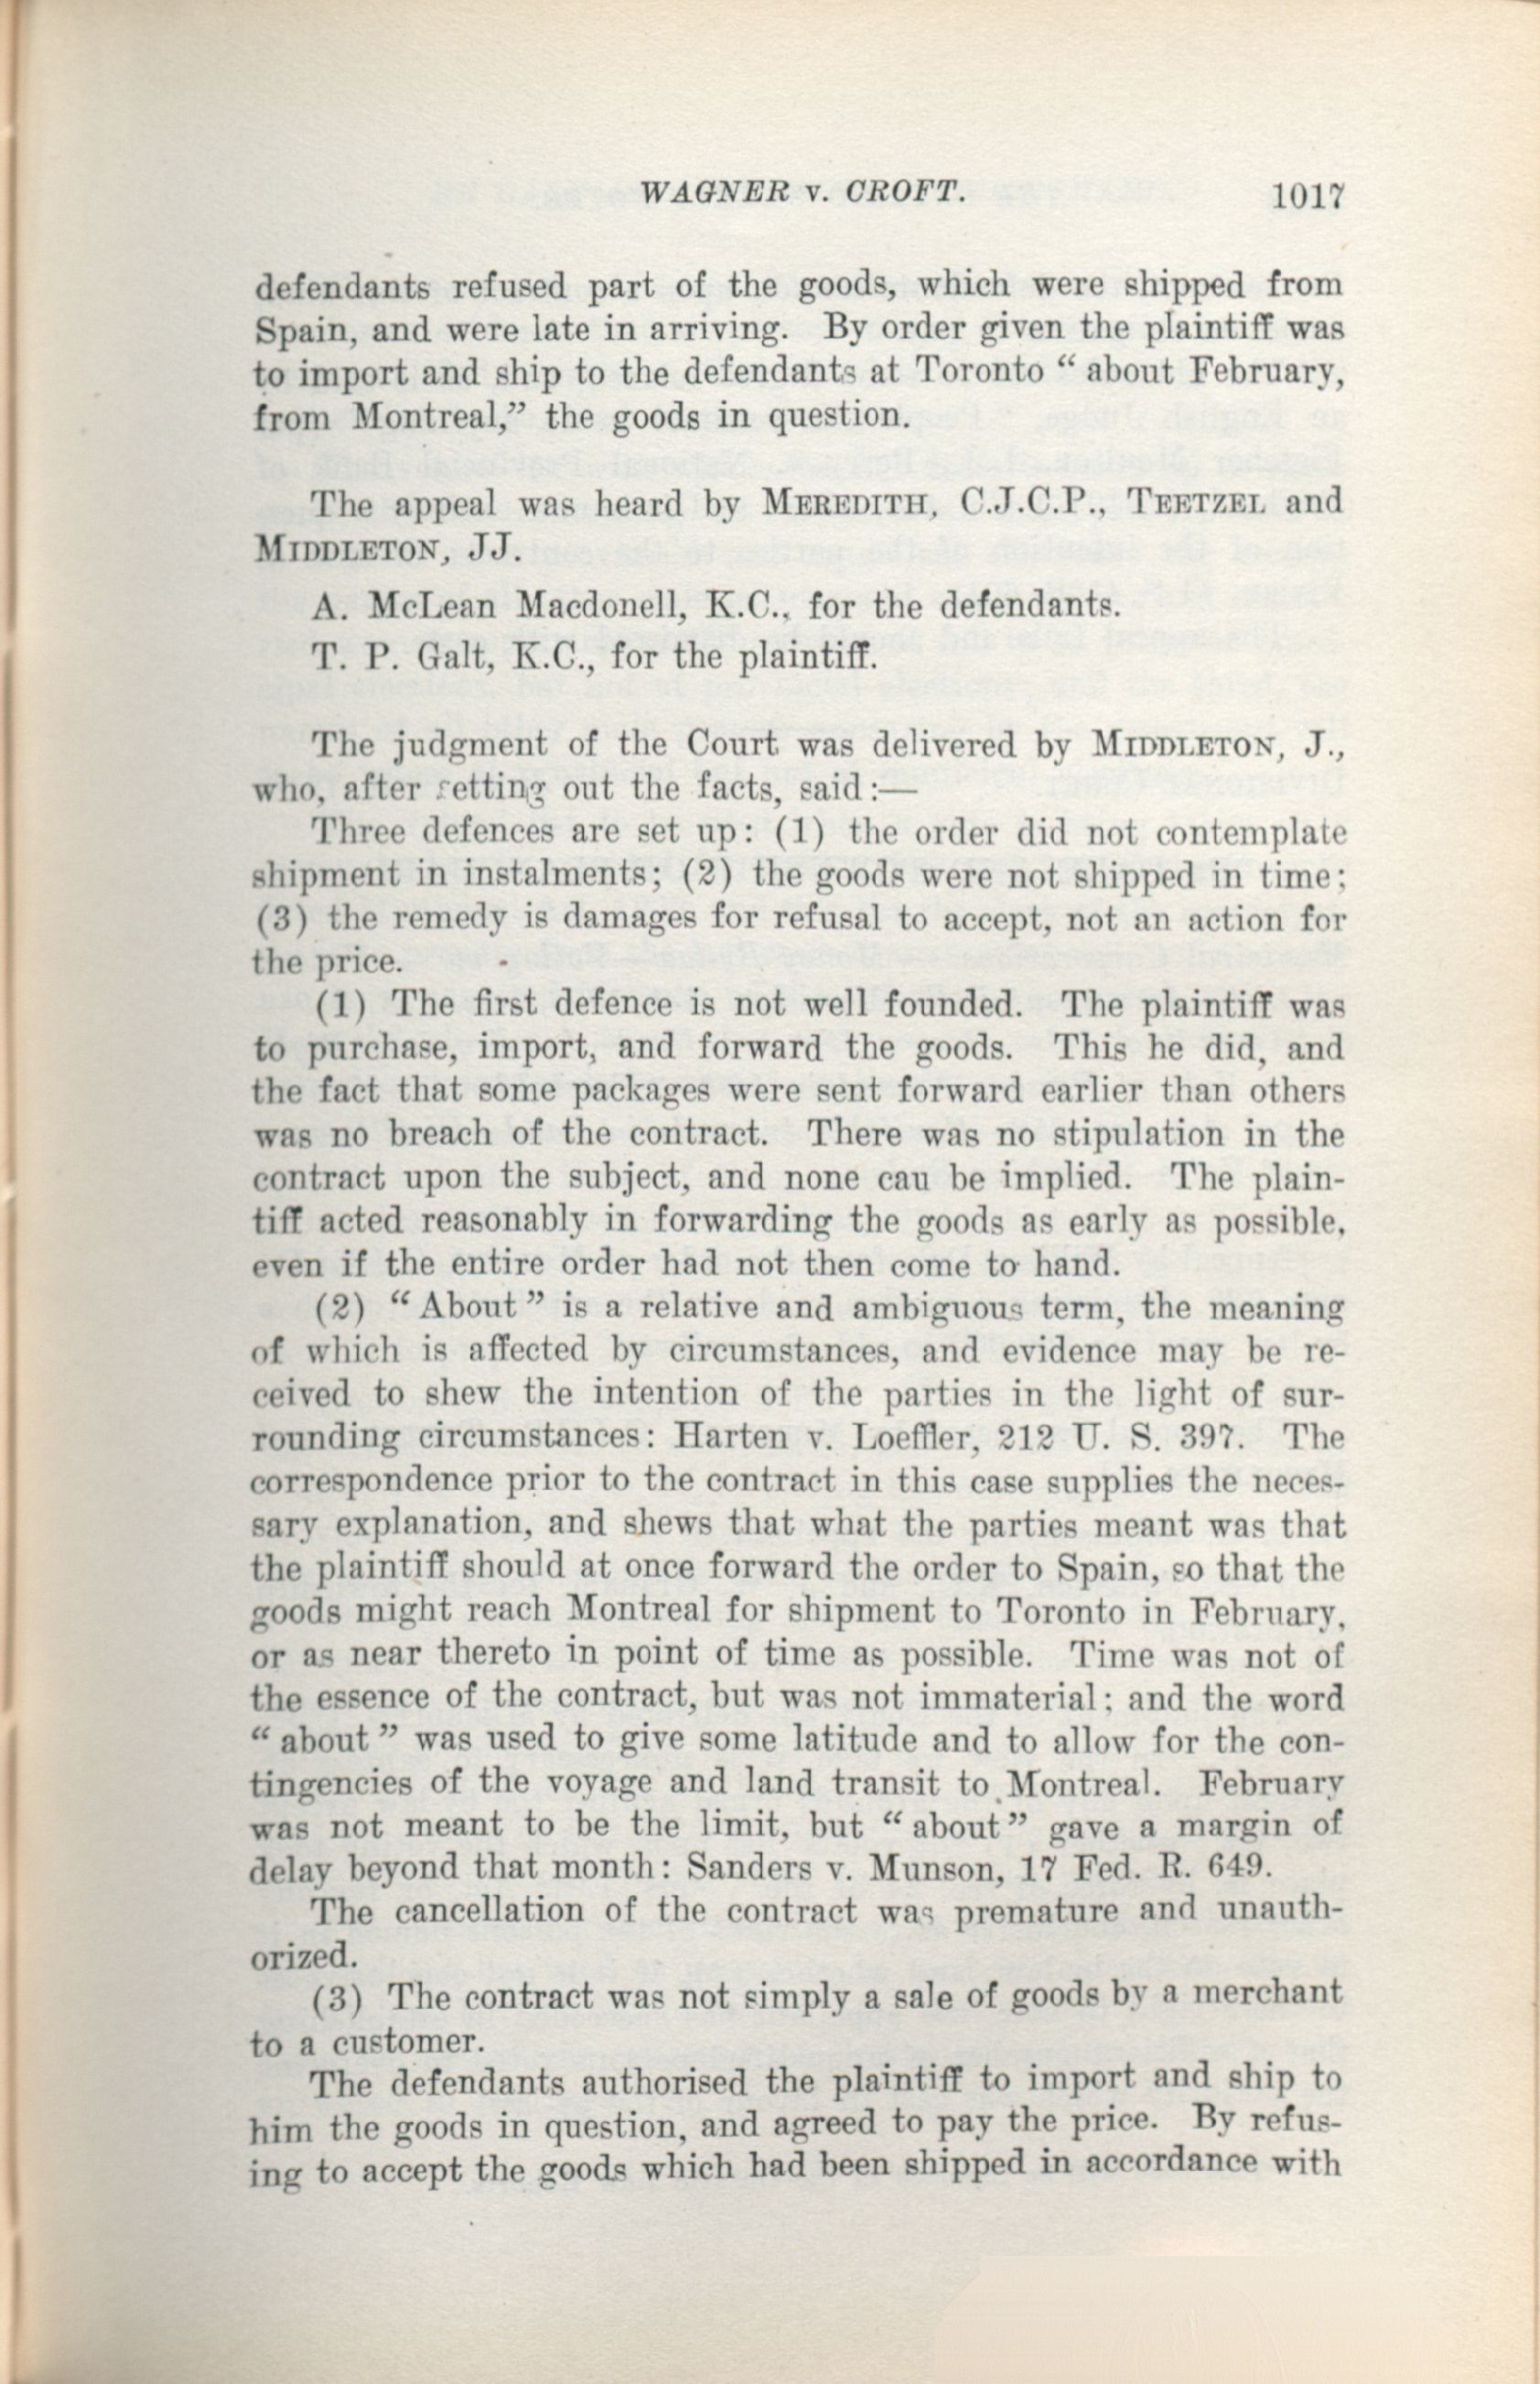 WAGNER v. CROFT. 1017
defendants refused part of the goods, which were shipped from
Spain, and were late in arriving. By order given the plaintiff was
to import and ship to the defendants at Toronto “ about February,
from Montreal,” the goods in question.
The appeal was heard by MEREDITH, C.J.C.P., TEETZEL and
MIDDLETON, JJ.
A. McLean Macdonell, K.C., for the defendants.
T. P. Galt, K.C., for the plaintiff.
The judgment of the Court was delivered by MIDDLETON, J.,
who, after setting out the facts, said :—
Three defences are set up: (1) the order did not contemplate
shipment in instalments; (2) the goods were not shipped in time;
(3) the remedy is damages for refusal to accept, not an action for
the price.
(1) The first defence is not well founded. The plaintiff was
to purchase, import, and forward the goods. This he did, and
the fact that some packages were sent forward earlier than others
was no breach of the contract. There was no stipulation in the
contract upon the subject, and none cau be implied. The plain-
tiff acted reasonably in forwarding the goods as early as possible,
even if the entire order had not then come to hand.
(2) “ About ” is a relative and ambiguous term, the meaning
of which is affected by circumstances, and evidence may be re-
ceived to shew the intention of the parties in the light of sur-
rounding circumstances: Harten v. Loeffler, 212 U. S. 397. The
correspondence prior to the contract in this case supplies the neces-
sary explanation, and shews that what the parties meant was that
the plaintiff should at once forward the order to Spain, so that the
goods might reach Montreal for shipment to Toronto in February,
or as near thereto in point of time as possible. Time was not of
the essence of the contract, but was not immaterial; and the word
“ about ” was used to give some latitude and to allow for the con-
tingencies of the voyage and land transit to Montreal. February
was not meant to be the limit, but “ about ” gave a margin of
delay beyond that month: Sanders v. Munson, 17 Fed. R. 649.
The cancellation of the contract was premature and unauth-
orized.
(3) The contract was not simply a sale of goods by a merchant
to a customer.
The defendants authorised the plaintiff to import and ship to
him the goods in question, and agreed to pay the price. By refus-
ing to accept the goods which had been shipped in accordance with